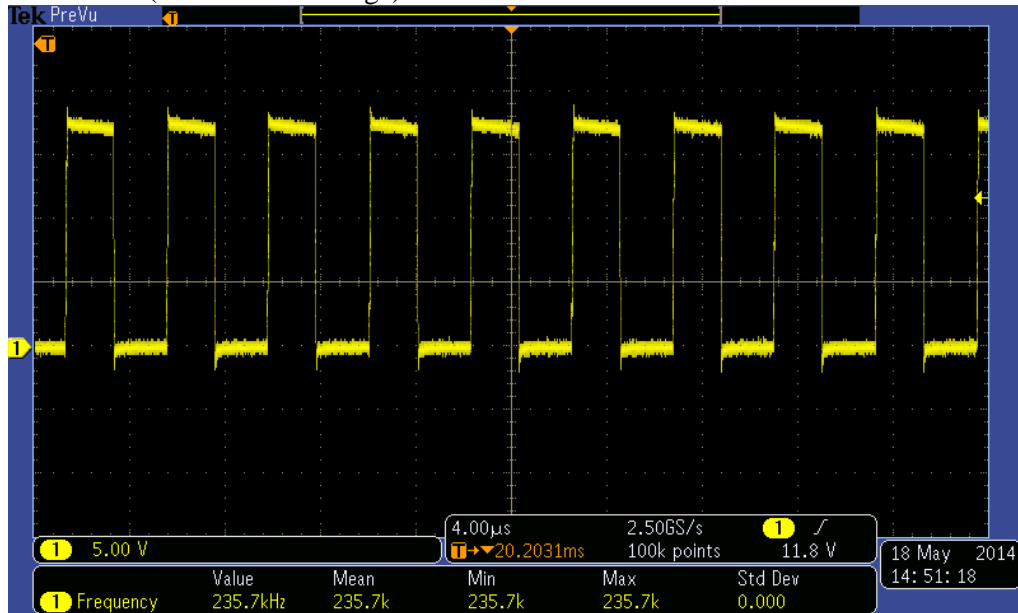 Tek PreVu
T
T
1
4.00µs 2.50GS/s 1
1 5.00 V T→▼20.2031ms 100k points 11.8 V
18 May 2014
14:51:18
Value Mean Min Max Std Dev
1 Frequency 235.7kHz 235.7k 235.7k 235.7k 0.000